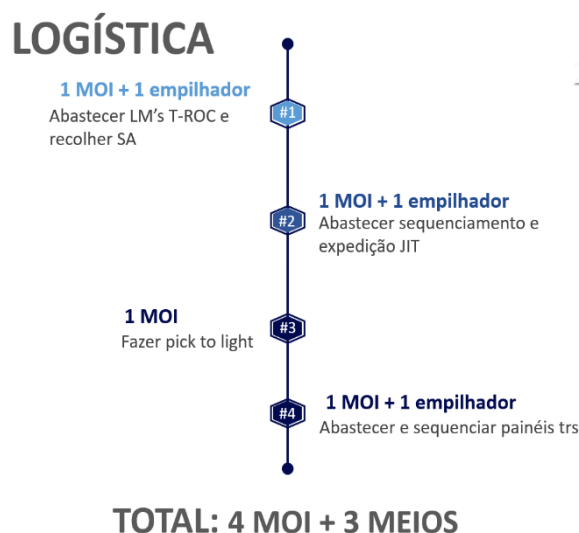 LOGÍSTICA
1 MOI + 1 empilhador
Abastecer LM's T-ROC e
recolher SA
#1
1 MOI + 1 empilhador
Abastecer sequenciamento e
expedição JIT
#2
1 MOI
Fazer pick to light
#3
1 MOI + 1 empilhador
Abastecer e sequenciar painéis trs
#4
TOTAL: 4 MOI + 3 MEIOS